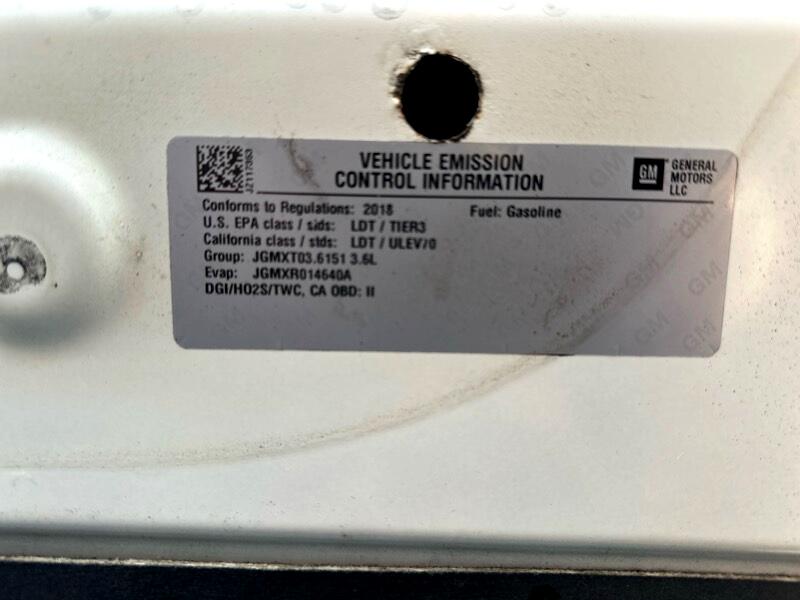 VEHICLE EMISSION
CONTROL INFORMATION
GM
GENERAL
MOTORS
LLC
Conforms to Regulations: 2018 Fuel: Gasoline
U.S. EPA class / stds: LDT / TIER3
California class / stds: LDT / ULEV70
Group: JGMXT03.6151 3.6L
Evap: JGMXR014640A
DGI/HO2S/TWC, CA OBD: II